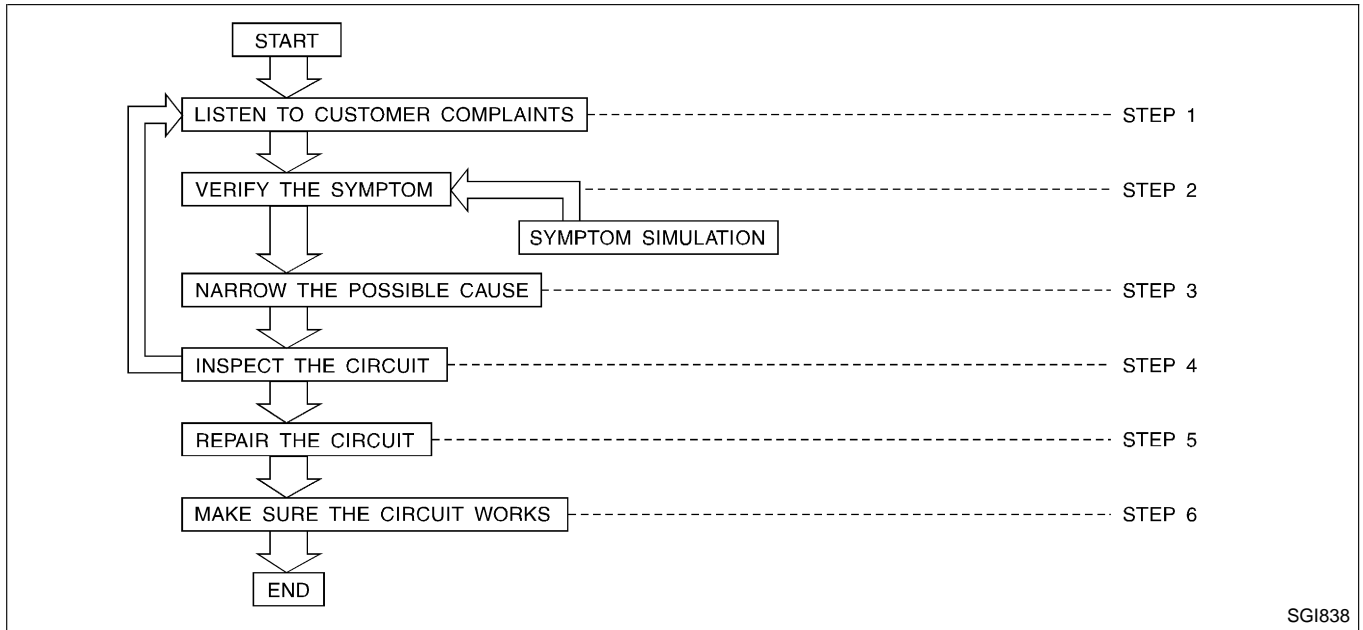 START
LISTEN TO CUSTOMER COMPLAINTS STEP 1
VERIFY THE SYMPTOM STEP 2
SYMPTOM SIMULATION
NARROW THE POSSIBLE CAUSE STEP 3
INSPECT THE CIRCUIT STEP 4
REPAIR THE CIRCUIT STEP 5
MAKE SURE THE CIRCUIT WORKS STEP 6
END
SGI838